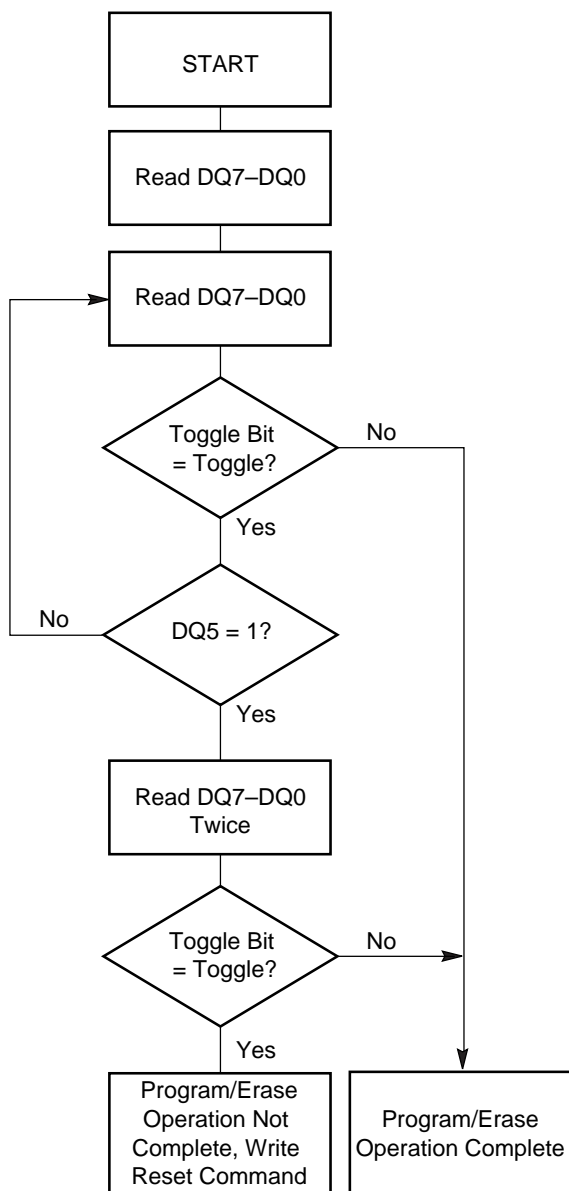 START
Read DQ7–DQ0
Read DQ7–DQ0
Toggle Bit
= Toggle?
No
Yes
No
DQ5 = 1?
Yes
Read DQ7–DQ0
Twice
Toggle Bit
= Toggle?
No
Yes
Program/Erase
Operation Not
Complete, Write
Reset Command
Program/Erase
Operation Complete